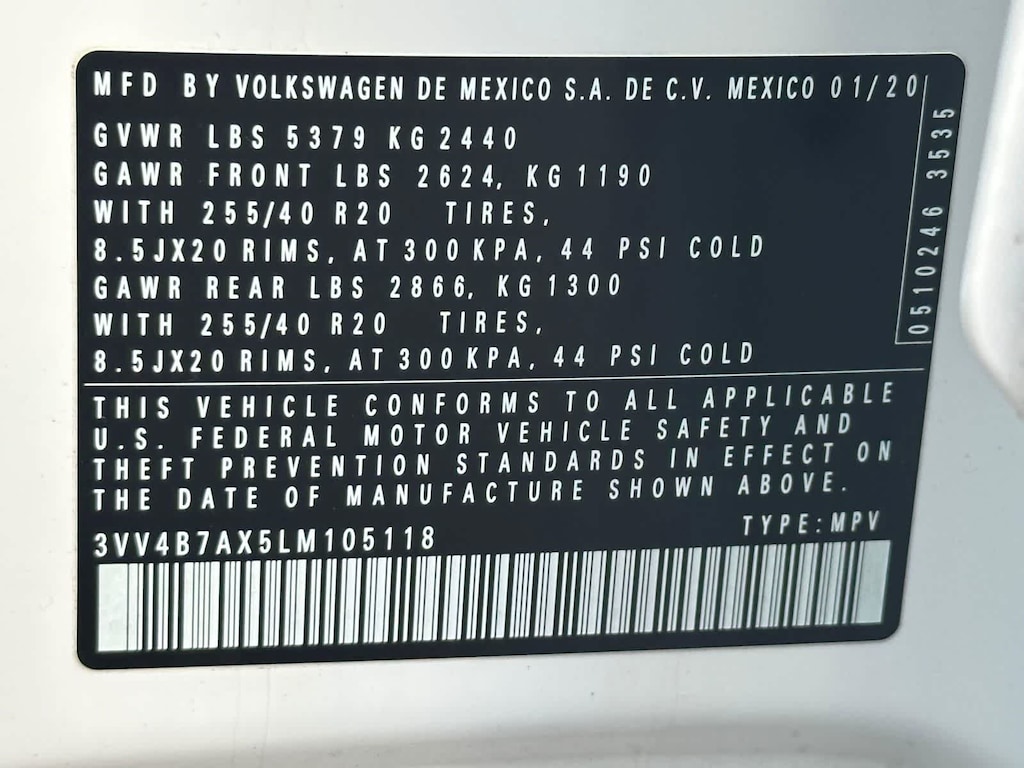 MFD BY VOLKSWAGEN DE MEXICO S.A. DE C.V. MEXICO 01/20
GVWR LBS 5379 KG 2440
GAWR FRONT LBS 2624, KG 1190
WITH 255/40 R20 TIRES,
8.5JX20 RIMS, AT 300 KPA, 44 PSI COLD
GAWR REAR LBS 2866, KG 1300
WITH 255/40 R20 TIRES,
8.5JX20 RIMS, AT 300 KPA, 44 PSI COLD
0510246 3535
THIS VEHICLE CONFORMS TO ALL APPLICABLE
U.S. FEDERAL MOTOR VEHICLE SAFETY AND
THEFT PREVENTION STANDARDS IN EFFECT ON
THE DATE OF MANUFACTURE SHOWN ABOVE.
3VV4B7AX5LM105118 TYPE: MPV